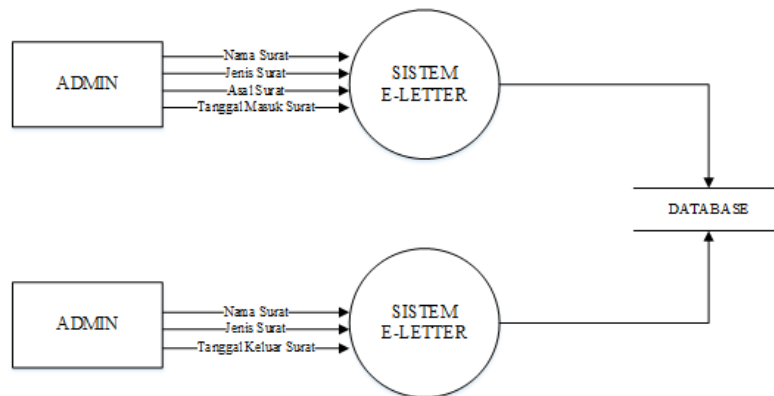 ADMIN
Nama Surat
Jenis Surat
Asal Surat
Tanggal Masuk Surat
SISTEM
E-LETTER
DATABASE
ADMIN
Nama Surat
Jenis Surat
Tanggal Keluar Surat
SISTEM
E-LETTER